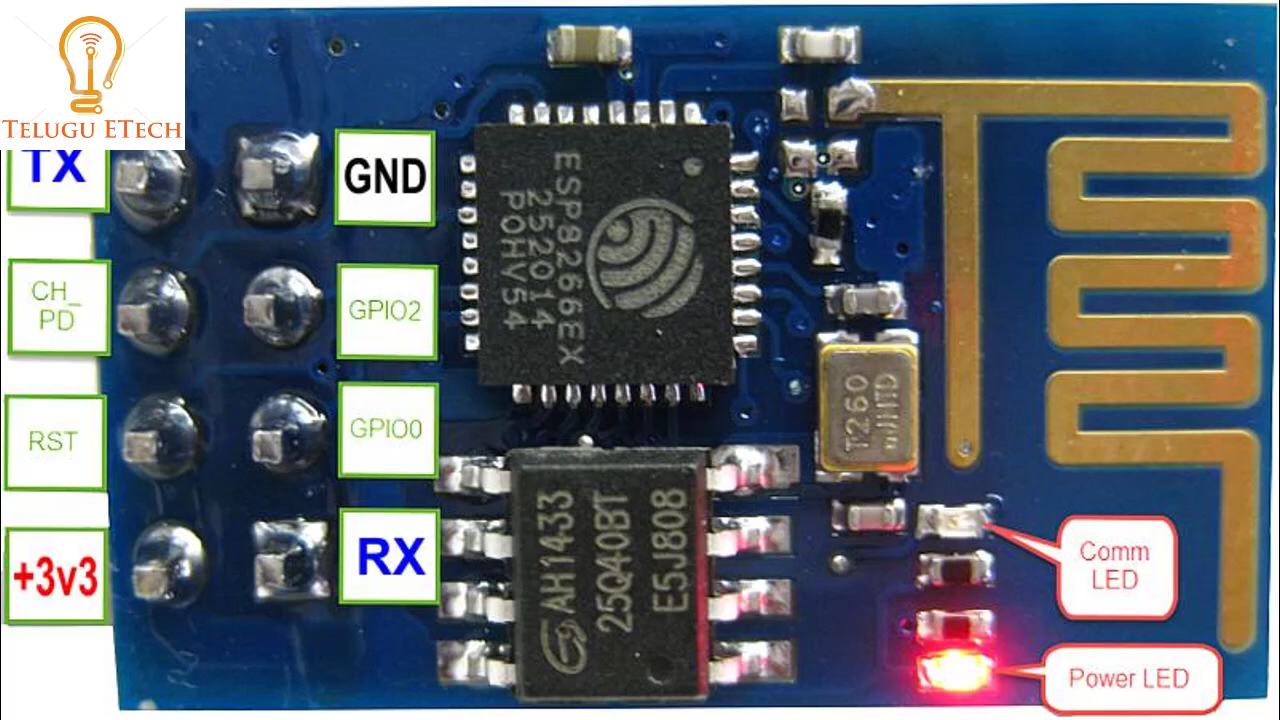 TELUGU ETECH
TX
GND
CH_
PD
GPIO2
RST
GPIO0
+3v3
RX
ESP8266EX
252014
P0HV54
AH1433
25Q40BT
E5J808
T260
Comm
LED
Power LED